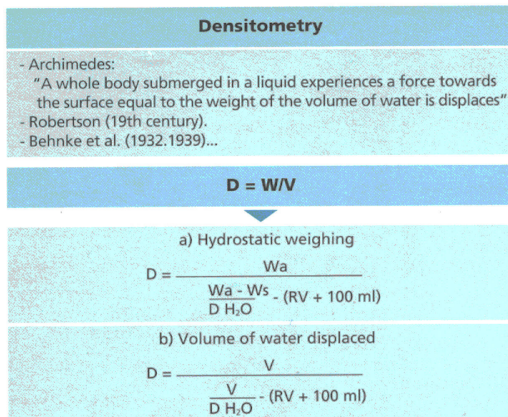 Densitometry
- Archimedes:
"A whole body submerged in a liquid experiences a force towards
the surface equal to the weight of the volume of water is displaces"
- Robertson (19th century).
- Behnke et al. (1932.1939)...
D = W/V
a) Hydrostatic weighing
D = Wa
Wa - Ws
D H₂O - (RV + 100 ml)
b) Volume of water displaced
D = V
V
D H₂O - (RV + 100 ml)